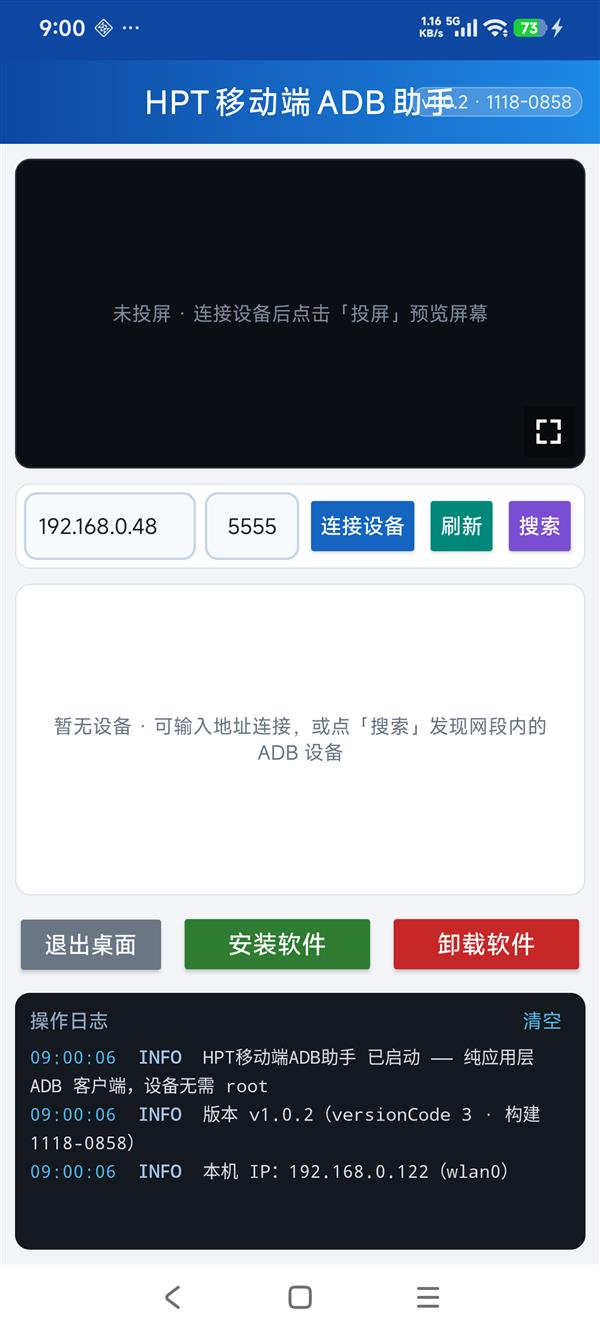 9:00 ··· 1.16 KB/s 5G 73
HPT移动端ADB助手 v1.0.2 · 1118-0858
未投屏 · 连接设备后点击「投屏」预览屏幕
192.168.0.48 5555 连接设备 刷新 搜索
暂无设备 · 可输入地址连接，或点「搜索」发现网段内的
ADB 设备
退出桌面 安装软件 卸载软件
操作日志 清空
09:00:06 INFO HPT移动端ADB助手 已启动 —— 纯应用层
ADB 客户端，设备无需 root
09:00:06 INFO 版本 v1.0.2（versionCode 3 · 构建
1118-0858）
09:00:06 INFO 本机 IP：192.168.0.122（wlan0）